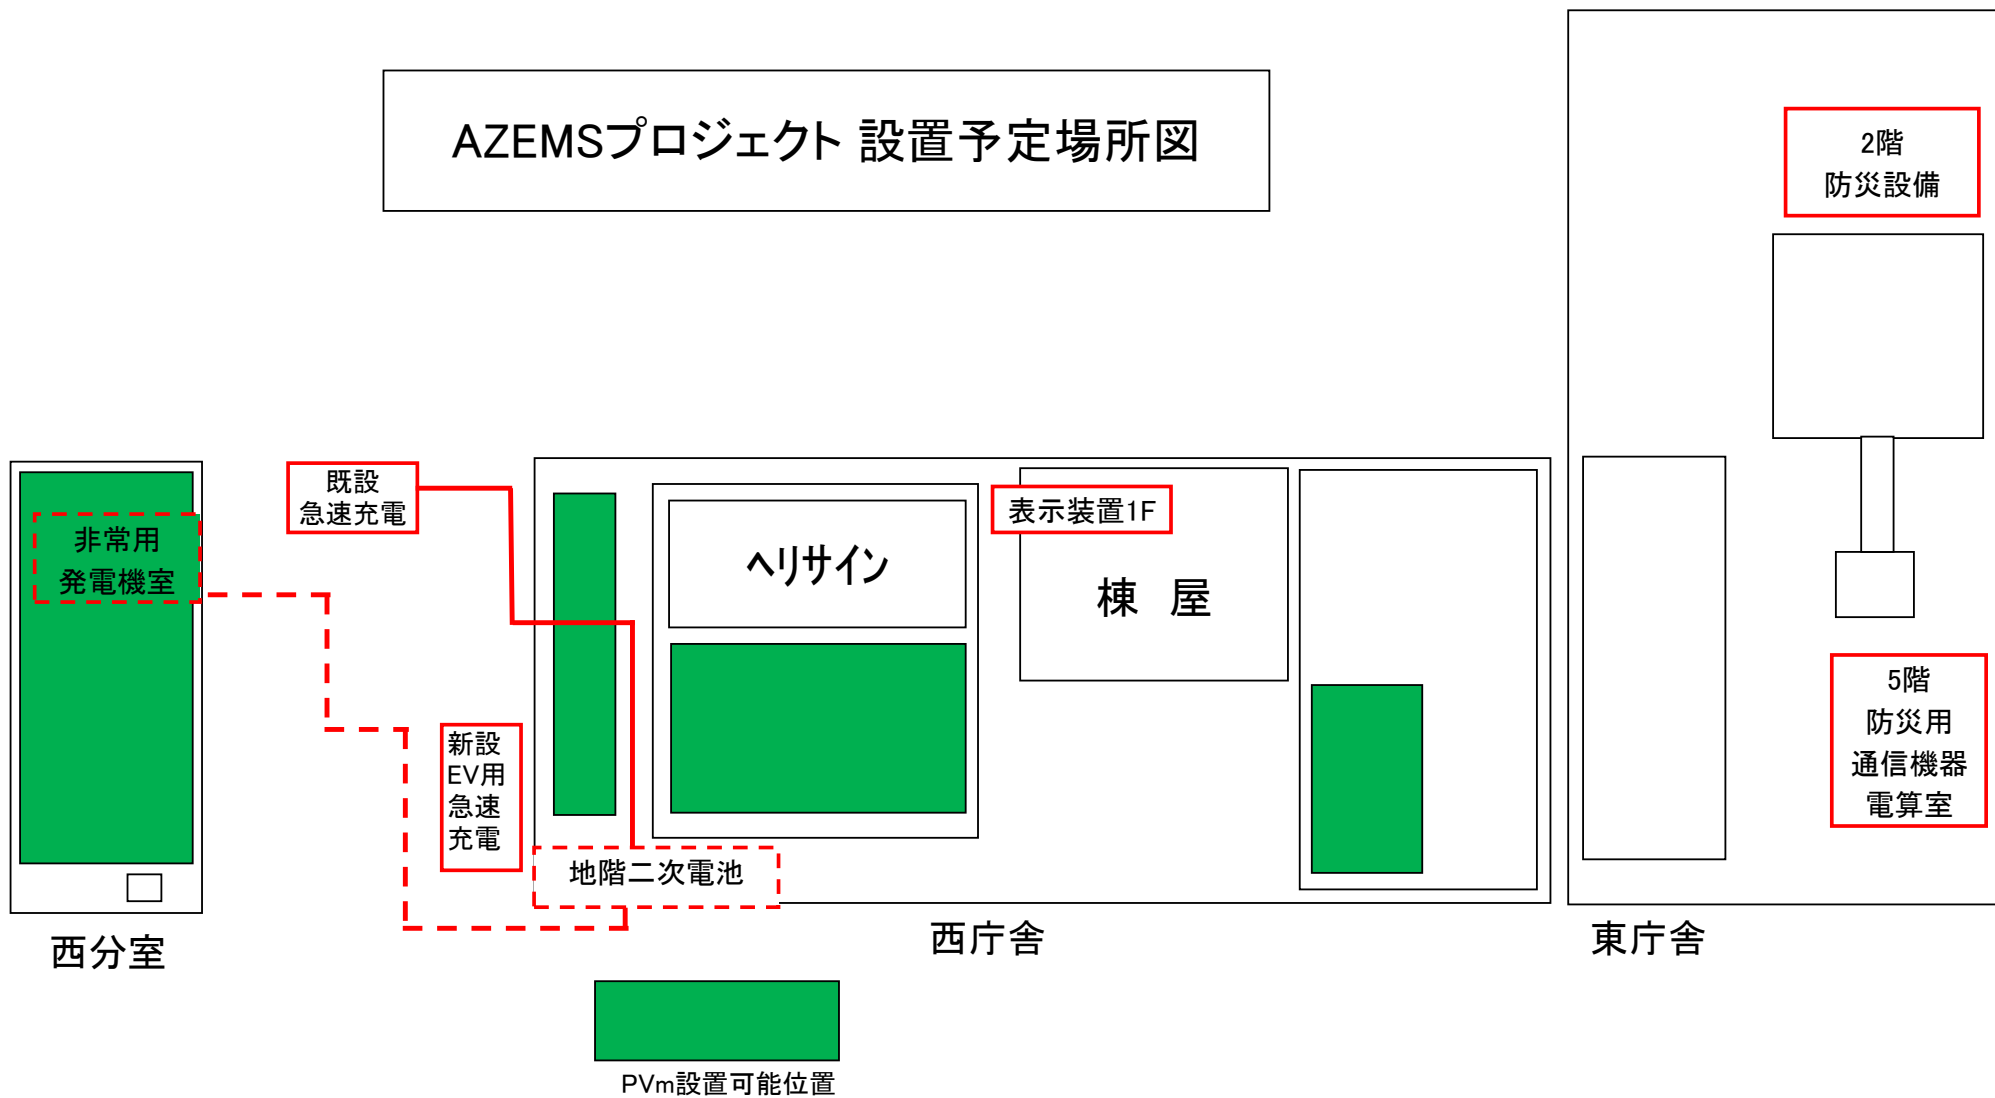 AZEMSプロジェクト 設置予定場所図
2階
防災設備
既設
急速充電
表示装置1F
非常用
発電機室
ヘリサイン
棟 屋
5階
防災用
通信機器
電算室
新設
EV用
急速
充電
地階二次電池
西分室
西庁舎
東庁舎
PVm設置可能位置